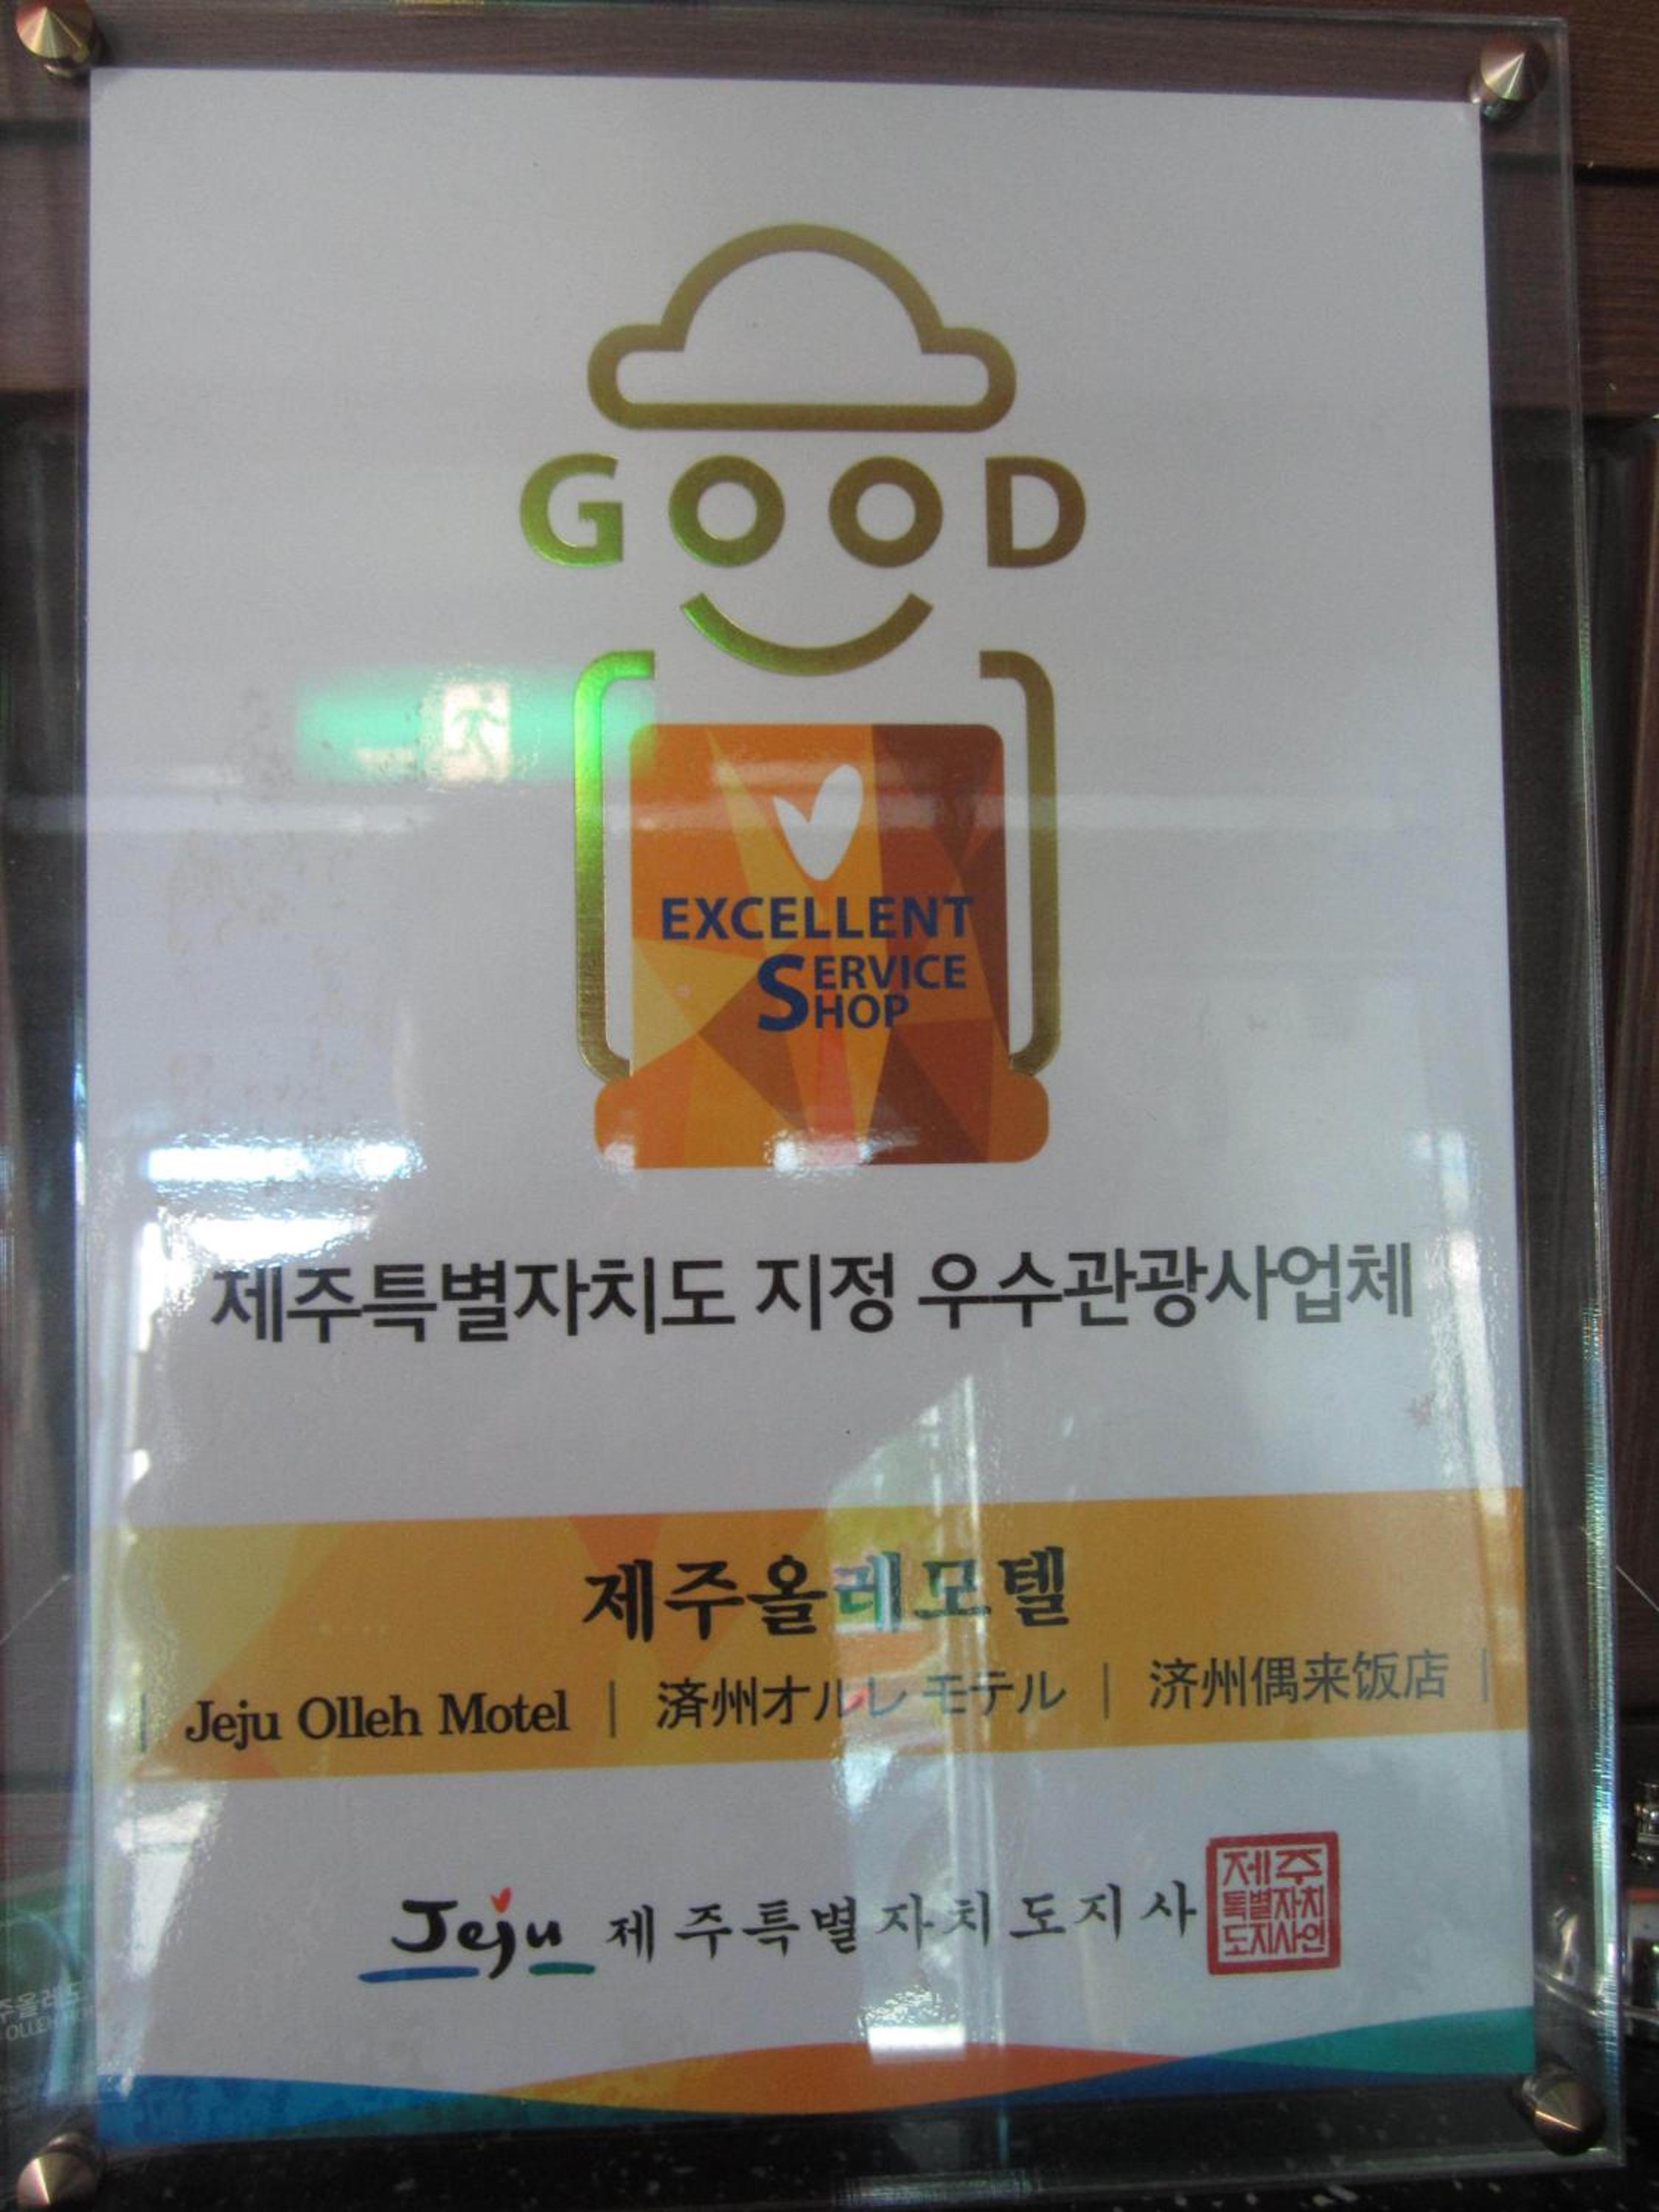 GOOD
EXCELLENT
SERVICE
SHOP
제주특별자치도 지정 우수관광사업체
제주올레모텔
| Jeju Olleh Motel | 済州オルレ モテル | 济州偶来饭店 |
Jeju 제주특별자치도지사
제주
특별자치
도지사인